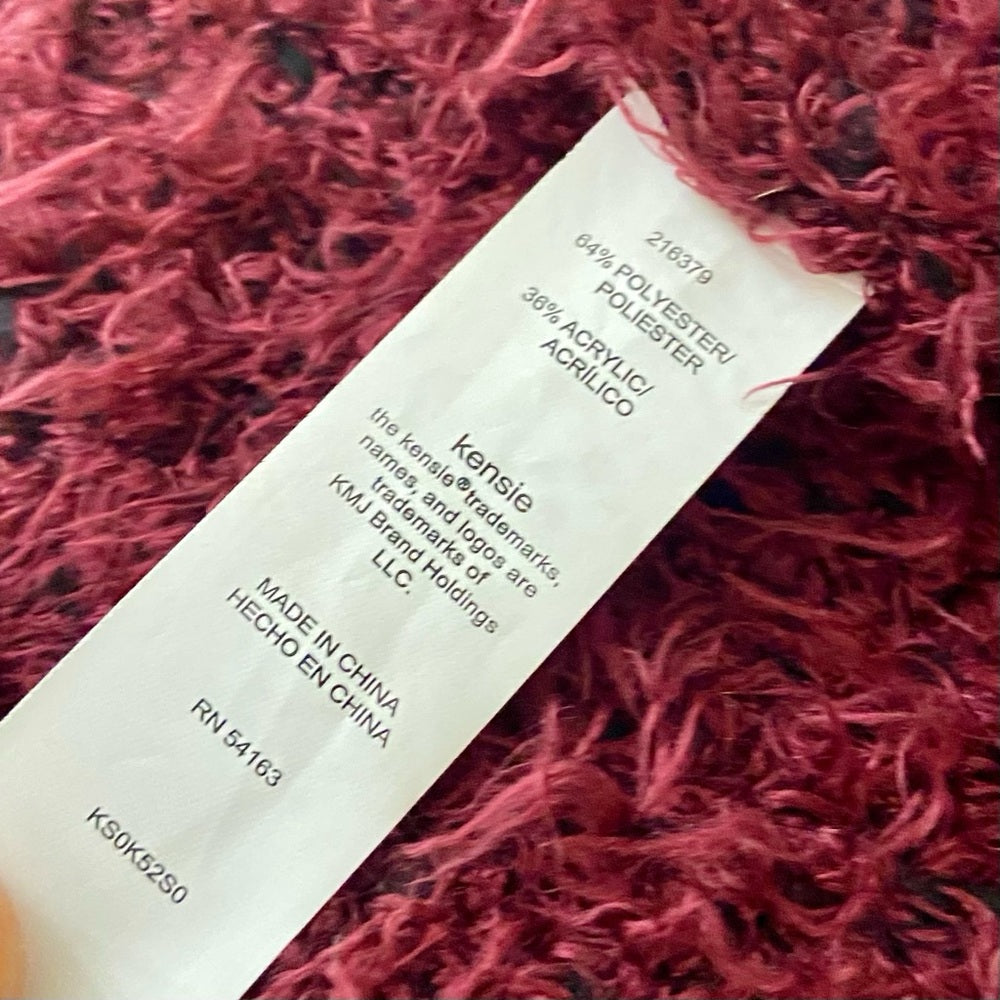 216379
64% POLYESTER/
POLIESTER
36% ACRYLIC/
ACRÍLICO
kensie
the kensie® trademarks,
names, and logos are
trademarks of
KMJ Brand Holdings
LLC.
MADE IN CHINA
HECHO EN CHINA
RN 54163
KS0K52S0